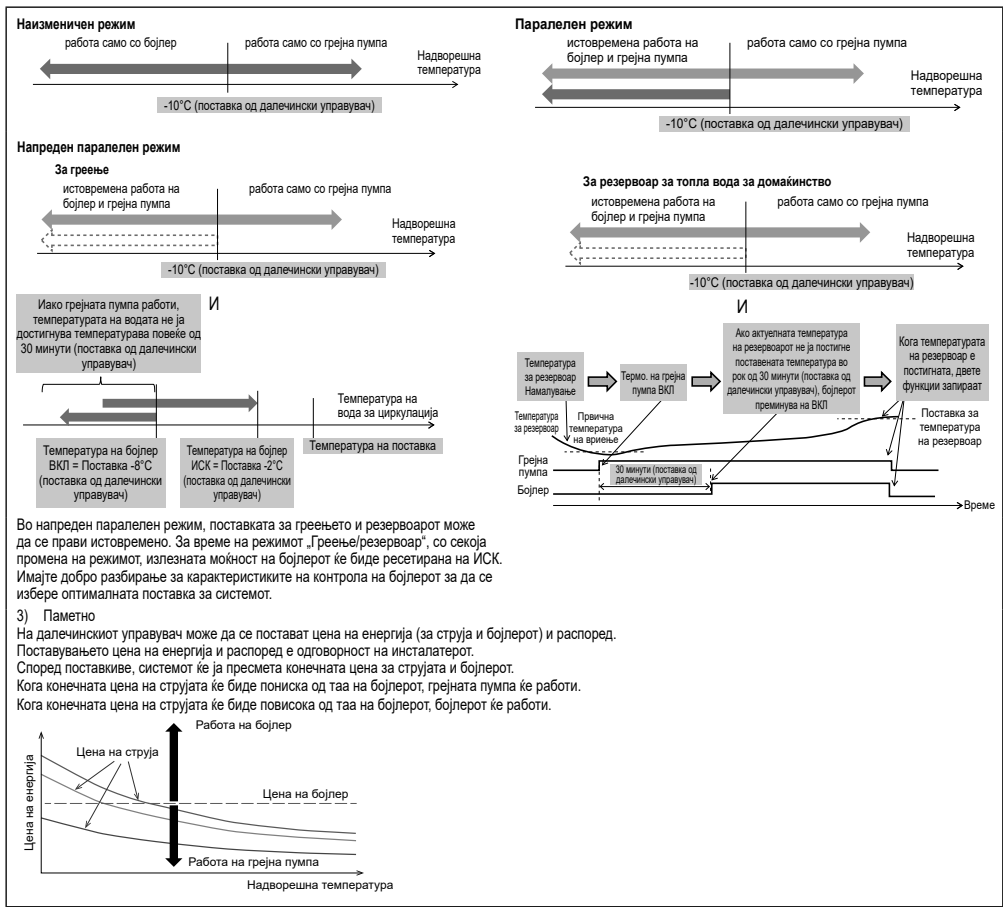 Наизменичен режим
работа само со бојлер
работа само со грејна пумпа
Надворешна
температура
-10°C (поставка од далечински управувач)
Паралелен режим
истовремена работа на
бојлер и грејна пумпа
работа само со грејна пумпа
Надворешна
температура
-10°C (поставка од далечински управувач)
Напреден паралелен режим
За греење
истовремена работа на
бојлер и грејна пумпа
работа само со грејна пумпа
Надворешна
температура
-10°C (поставка од далечински управувач)
И
Иако грејната пумпа работи,
температурата на водата не ја
достигнува температурава повеќе од
30 минути (поставка од далечински
управувач)
Температура на
вода за циркулација
Температура на бојлер
ВКЛ = Поставка -8°C
(поставка од далечински
управувач)
Температура на бојлер
ИСК = Поставка -2°C
(поставка од далечински
управувач)
Температура на поставка
За резервоар за топла вода за домаќинство
истовремена работа на
бојлер и грејна пумпа
работа само со грејна пумпа
Надворешна
температура
-10°C (поставка од далечински управувач)
И
Температура
за резервоар
Намалување
Термо. на грејна
пумпа ВКЛ
Ако актуелната температура
на резервоарот не ја постигне
поставената температура во
рок од 30 минути (поставка од
далечински управувач), бојлерот
преминува на ВКЛ
Кога температурата
на резервоар е
постигната, двете
функции запираат
Температура
за резервоар
Првична
температура
на вриење
Поставка за
температура
на резервоар
Грејна
пумпа
30 минути (поставка од
далечински управувач)
Бојлер
Време
Во напреден паралелен режим, поставката за греењето и резервоарот може
да се прави истовремено. За време на режимот „Греење/резервоар“, со секоја
промена на режимот, излезната моќност на бојлерот ќе биде ресетирана на ИСК.
Имајте добро разбирање за карактеристиките на контрола на бојлерот за да се
избере оптималната поставка за системот.
3) Паметно
На далечинскиот управувач може да се постават цена на енергија (за струја и бојлерот) и распоред.
Поставувањето цена на енергија и распоред е одговорност на инсталатерот.
Според поставкиве, системот ќе ја пресмета конечната цена за струјата и бојлерот.
Кога конечната цена на струјата ќе биде пониска од таа на бојлерот, грејната пумпа ќе работи.
Кога конечната цена на струјата ќе биде повисока од таа на бојлерот, бојлерот ќе работи.
Работа на бојлер
Цена на струја
Цена на бојлер
Цена на енергија
Работа на грејна пумпа
Надворешна температура